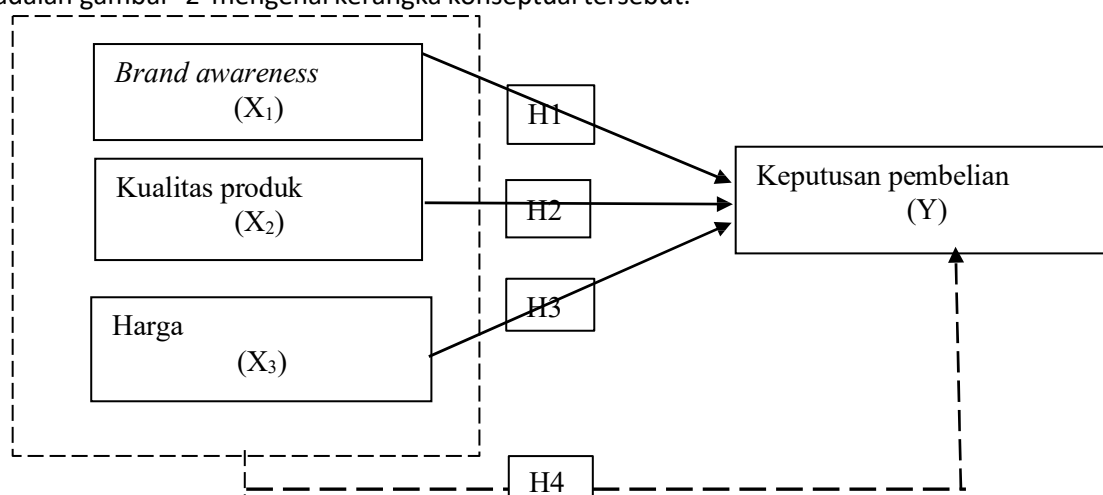 adalah gambar 2 mengenai kerangka konseptual tersebut.
Brand awareness
(X₁)
H1
Kualitas produk
(X₂)
H2
Keputusan pembelian
(Y)
Harga
(X₃)
H3
H4